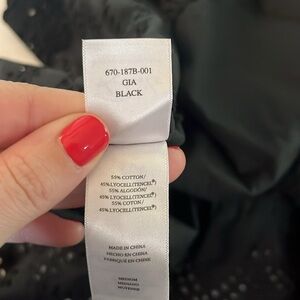 670-187B-001
GIA
BLACK
55% COTTON/
45% LYOCELL(TENCEL®)
55% ALGODÓN/
45% LYOCELL(TENCEL®)
55% COTON/
45% LYOCELL(TENCEL®)
MADE IN CHINA
HECHO EN CHINA
FABRIQUÉ EN CHINE
MEDIUM
MEDIANO
MOYENNE